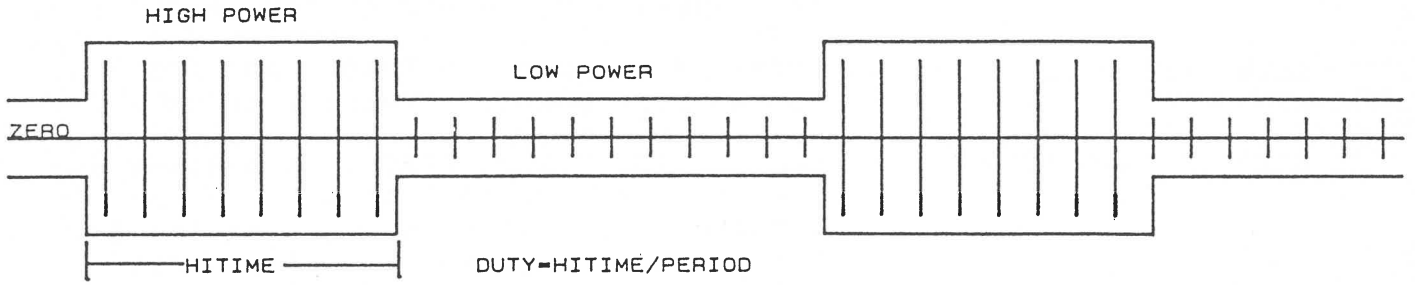 HIGH POWER
LOW POWER
ZERO
HITIME
DUTY=HITIME/PERIOD